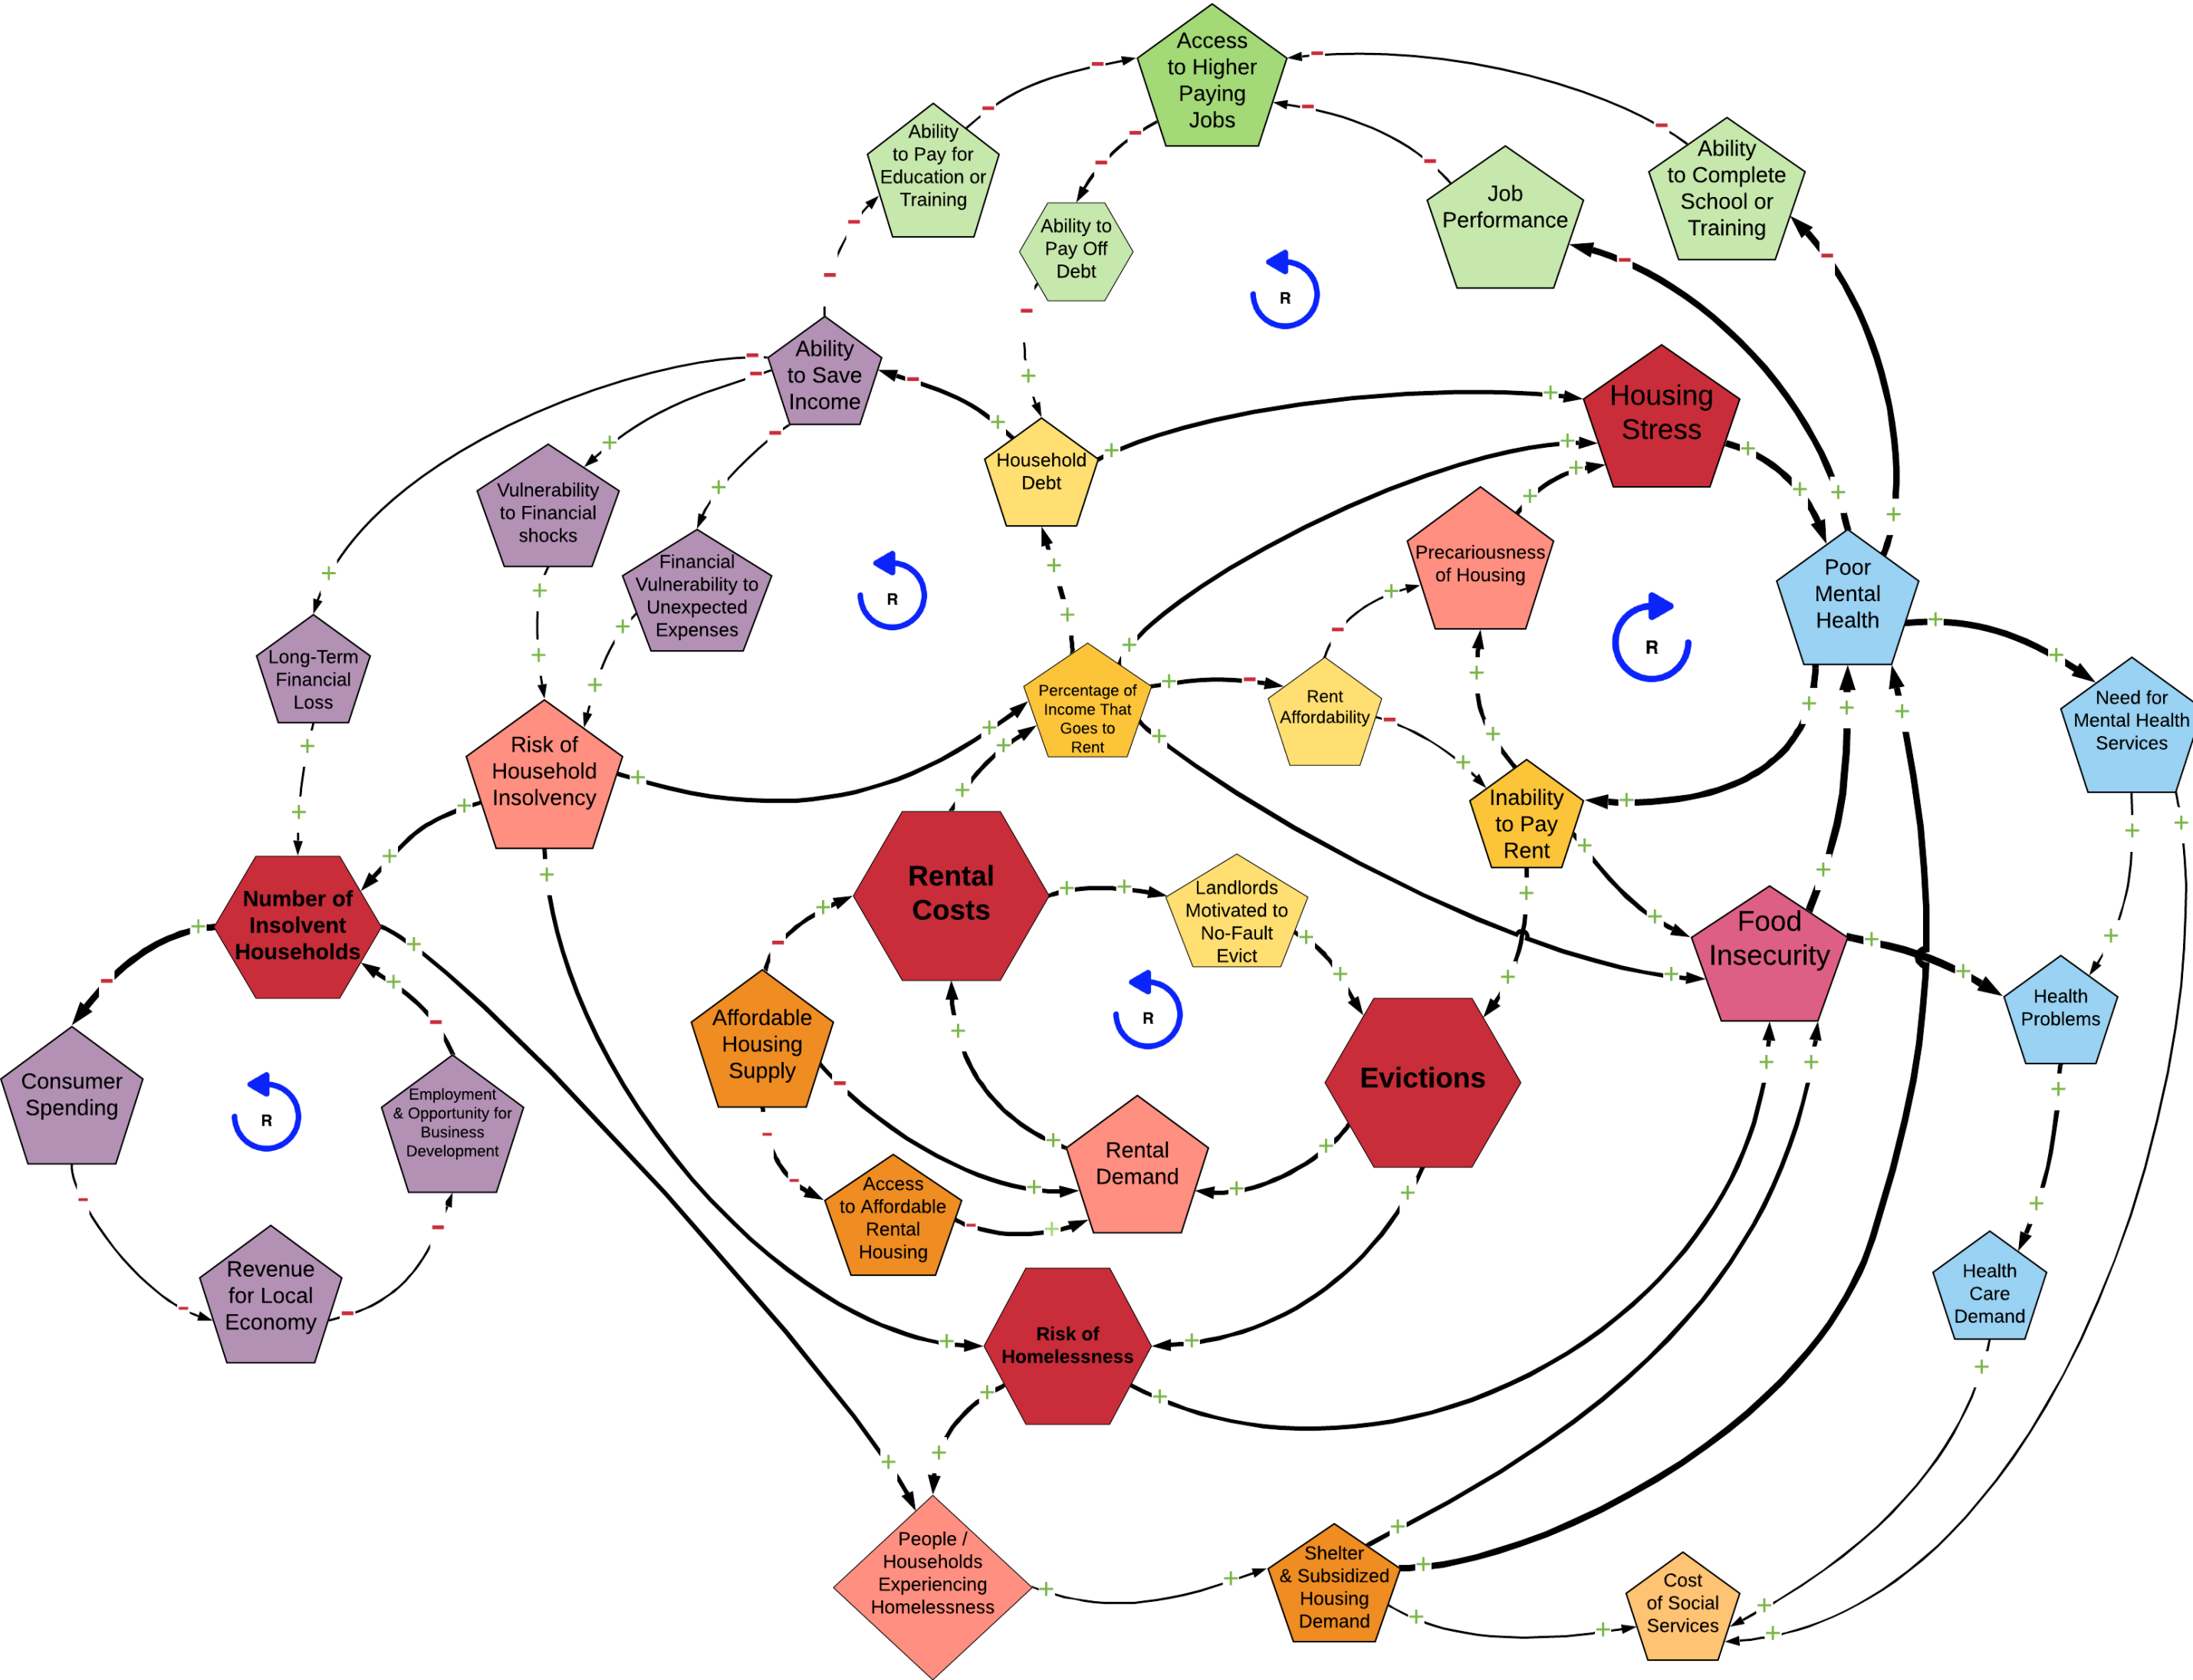 Access
to Higher
Paying
Jobs
Ability
to Pay for
Education or
Training
Ability
to Complete
School or
Training
Job
Performance
Ability to
Pay Off
Debt
R
Ability
to Save
Income
Housing
Stress
Household
Debt
Vulnerability
to Financial
shocks
Financial
Vulnerability to
Unexpected
Expenses
R
Precariousness
of Housing
Poor
Mental
Health
R
Long-Term
Financial
Loss
Percentage of
Income That
Goes to
Rent
Rent
Affordability
Need for
Mental Health
Services
Risk of
Household
Insolvency
Inability
to Pay
Rent
Number of
Insolvent
Households
Rental
Costs
Landlords
Motivated to
No-Fault
Evict
Food
Insecurity
Health
Problems
Affordable
Housing
Supply
R
Evictions
Consumer
Spending
R
Employment
& Opportunity for
Business
Development
Rental
Demand
Access
to Affordable
Rental
Housing
Revenue
for Local
Economy
Health
Care
Demand
Risk of
Homelessness
People /
Households
Experiencing
Homelessness
Shelter
& Subsidized
Housing
Demand
Cost
of Social
Services